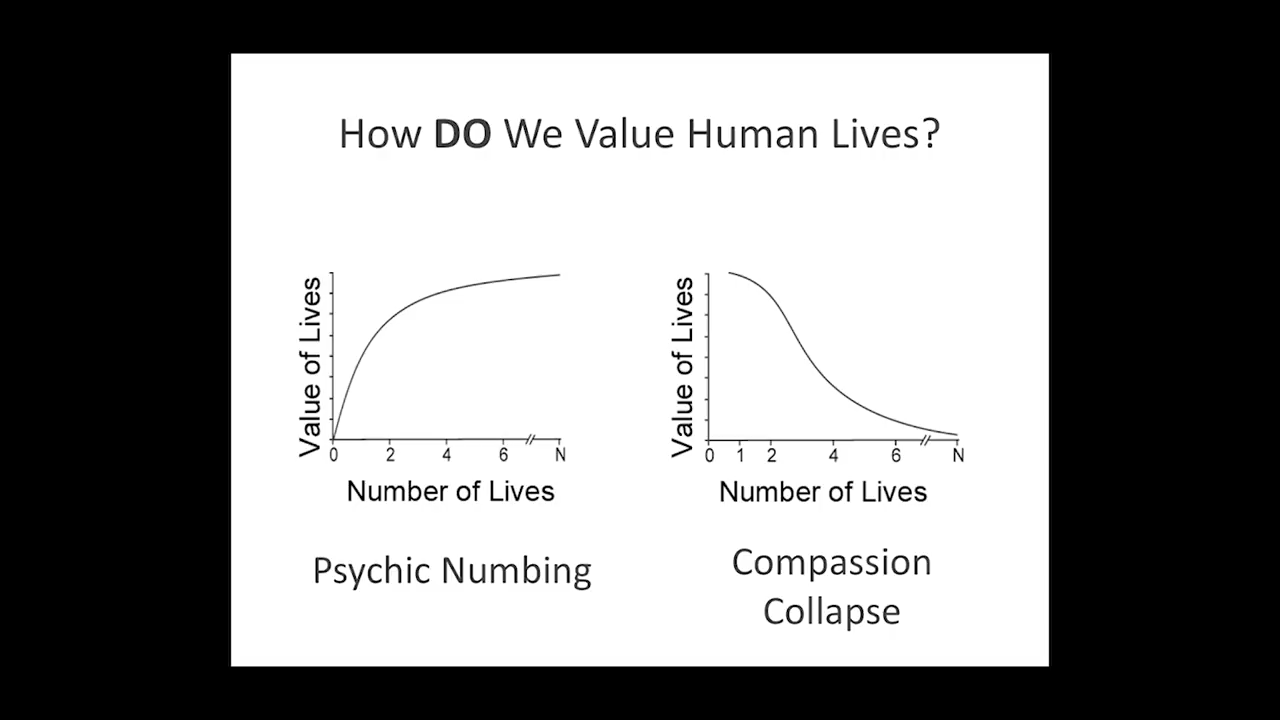 How DO We Value Human Lives?
Value of Lives
0 2 4 6 N
Number of Lives
Psychic Numbing
Value of Lives
0 1 2 4 6 N
Number of Lives
Compassion
Collapse